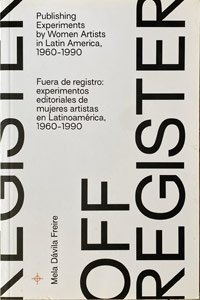 Publishing
Experiments
by Women Artists
in Latin America,
1960–1990
Fuera de registro:
experimentos
editoriales de
mujeres artistas
en Latinoamérica,
1960–1990
Mela Dávila Freire
OFF
REGISTER
REGISTER